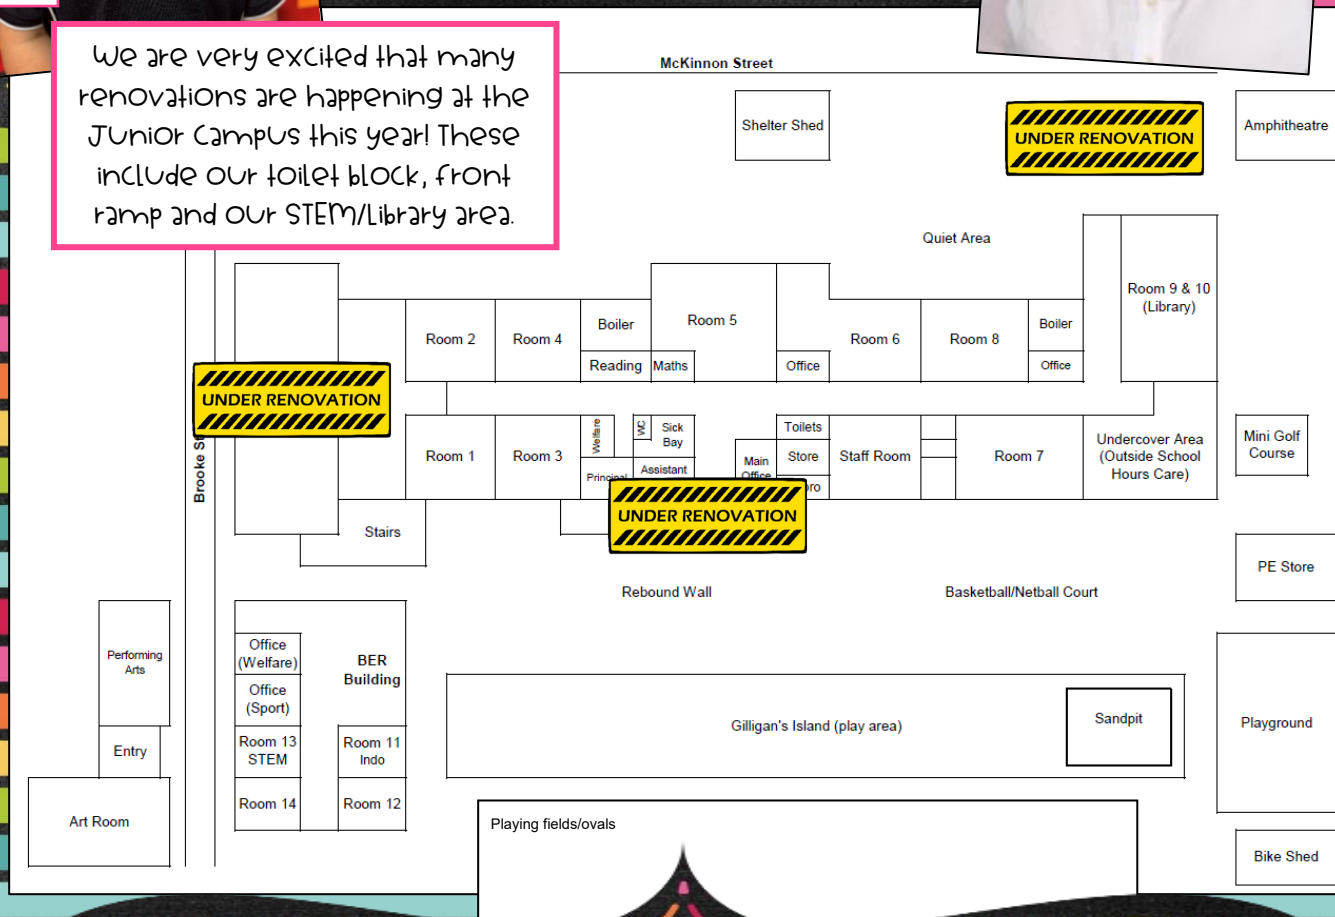 We are very excited that many
renovations are happening at the
Junior Campus this year! These
include our toilet block, front
ramp and our STEM/Library area.
McKinnon Street
Shelter Shed
UNDER RENOVATION
Amphitheatre
Quiet Area
Room 9 & 10
(Library)
Room 2
Room 4
Boiler
Room 5
Room 6
Room 8
Boiler
Reading
Maths
Office
Office
UNDER RENOVATION
Brooke
Room 1
Room 3
Welfare
WC
Sick
Bay
Toilets
Store
Main
Office
Staff Room
Room 7
Undercover Area
(Outside School
Hours Care)
Mini Golf
Course
Principal
Assistant
UNDER RENOVATION
Stairs
PE Store
Rebound Wall
Basketball/Netball Court
Performing
Arts
Entry
Art Room
Office
(Welfare)
Office
(Sport)
BER
Building
Room 13
STEM
Room 11
Indo
Room 14
Room 12
Gilligan's Island (play area)
Sandpit
Playground
Playing fields/ovals
Bike Shed